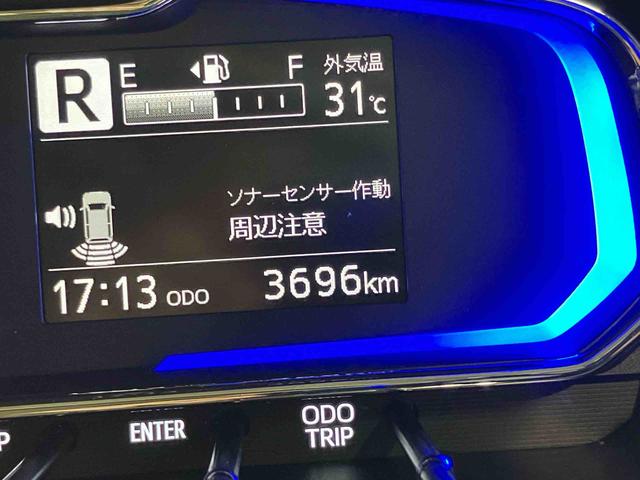 R E F 外気温
31℃
ソナーセンサー作動
周辺注意
17:13 ODO 3696km
P ENTER ODO
TRIP